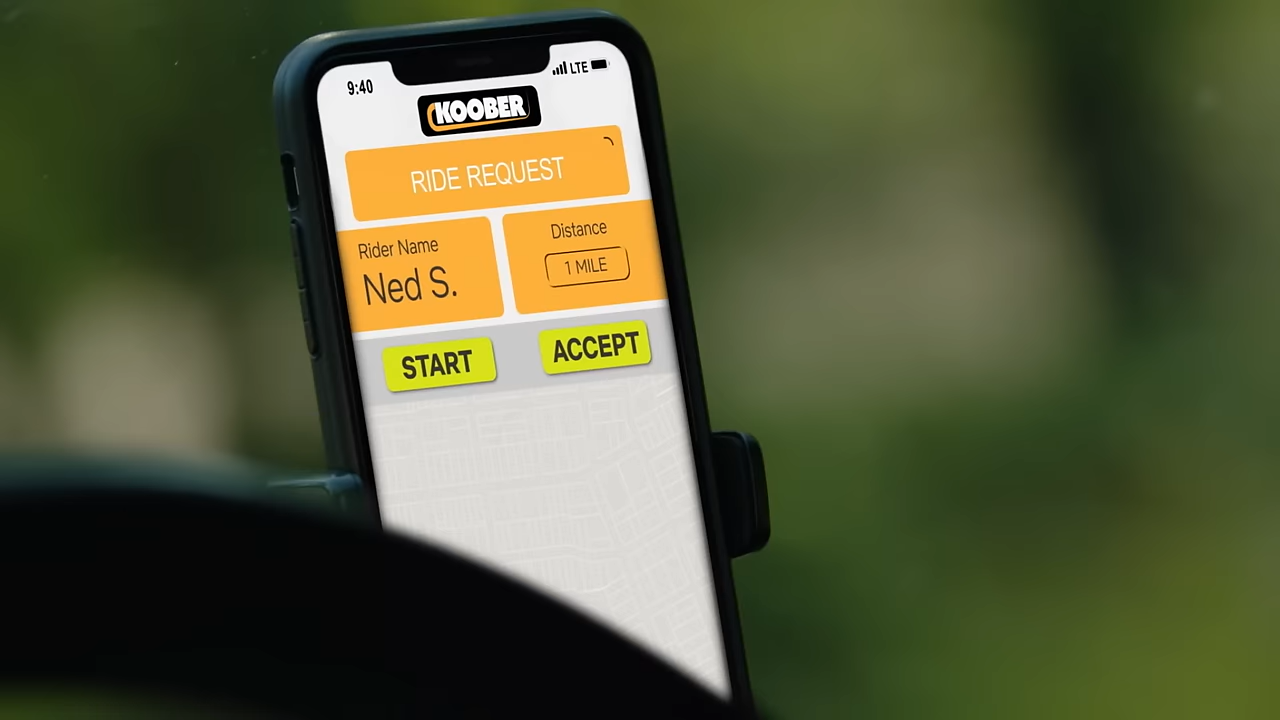 9:40
LTE
KOOBER
RIDE REQUEST
Rider Name
Ned S.
Distance
1 MILE
START
ACCEPT